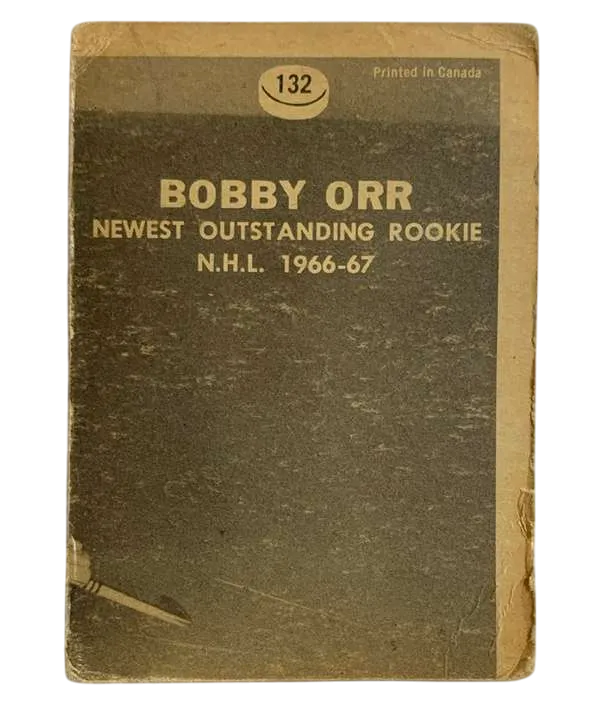 132
Printed in Canada
BOBBY ORR
NEWEST OUTSTANDING ROOKIE
N.H.L. 1966-67